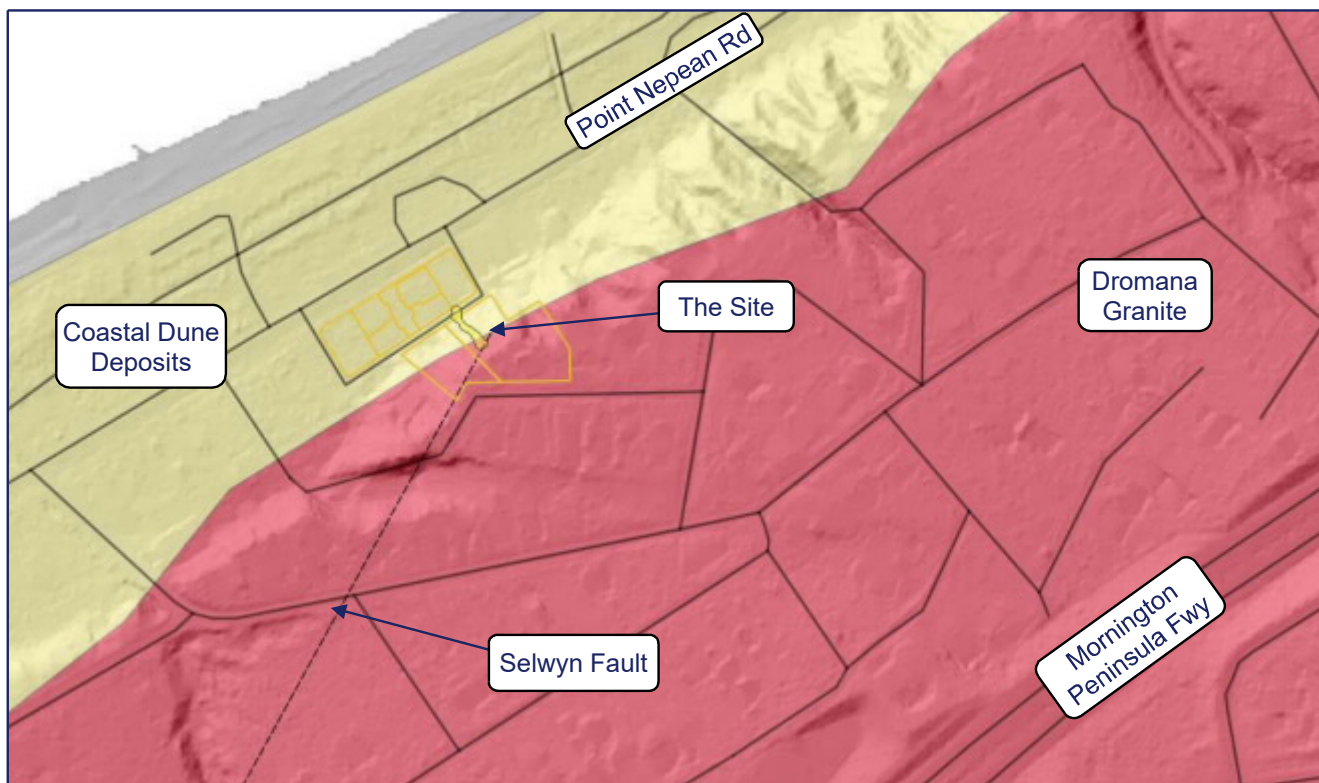 Point Nepean Rd
The Site
Dromana
Granite
Coastal Dune
Deposits
Selwyn Fault
Mornington
Peninsula Fwy